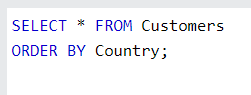 SELECT * FROM Customers
ORDER BY Country;